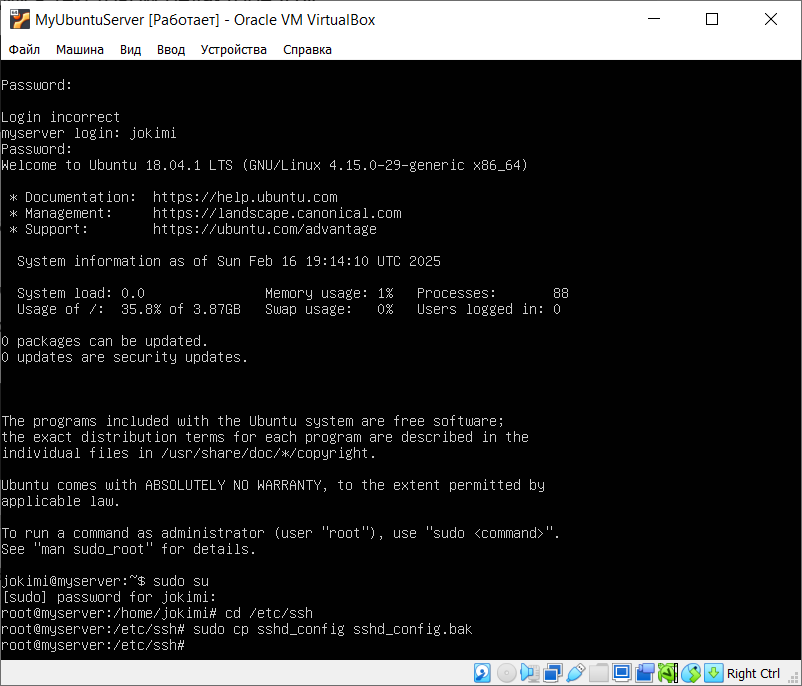 MyUbuntuServer [Работает] - Oracle VM VirtualBox
Файл Машина Вид Ввод Устройства Справка
Password:
Login incorrect
myserver login: jokimi
Password:
Welcome to Ubuntu 18.04.1 LTS (GNU/Linux 4.15.0-29-generic x86_64)
* Documentation: https://help.ubuntu.com
* Management: https://landscape.canonical.com
* Support: https://ubuntu.com/advantage
System information as of Sun Feb 16 19:14:10 UTC 2025
System load: 0.0 Memory usage: 1% Processes: 88
Usage of /: 35.8% of 3.87GB Swap usage: 0% Users logged in: 0
0 packages can be updated.
0 updates are security updates.
The programs included with the Ubuntu system are free software;
the exact distribution terms for each program are described in the
individual files in /usr/share/doc/*/copyright.
Ubuntu comes with ABSOLUTELY NO WARRANTY, to the extent permitted by
applicable law.
To run a command as administrator (user "root"), use "sudo <command>".
See "man sudo_root" for details.
jokimi@myserver:~$ sudo su
[sudo] password for jokimi:
root@myserver:/home/jokimi# cd /etc/ssh
root@myserver:/etc/ssh# sudo cp sshd_config sshd_config.bak
root@myserver:/etc/ssh#
Right Ctrl